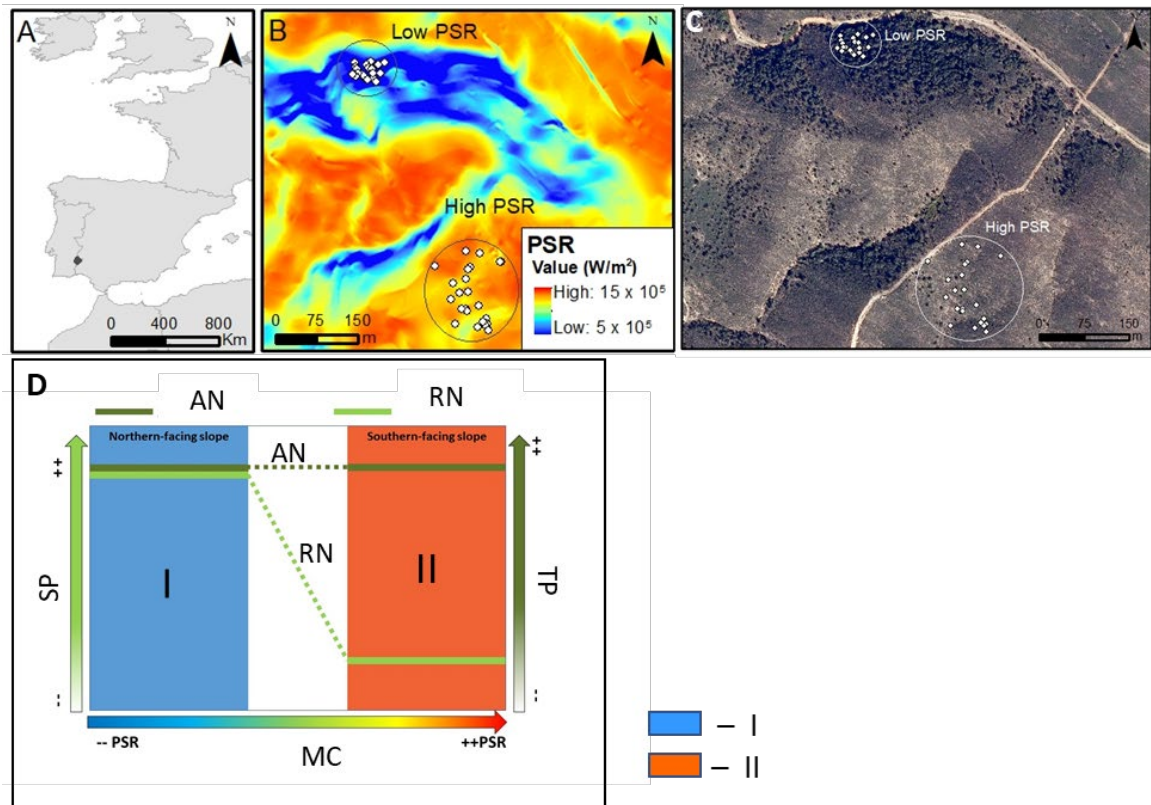 A
N
0 400 800
Km
B
Low PSR
N
High PSR
PSR
Value (W/m²)
High: 15 x 10⁵
Low: 5 x 10⁵
0 75 150
m
C
Low PSR
N
High PSR
0 75 150
m
D
AN
RN
Northern-facing slope
Southern-facing slope
++
++
AN
RN
SP
I
II
TP
--
--
-- PSR
++PSR
MC
– I
– II